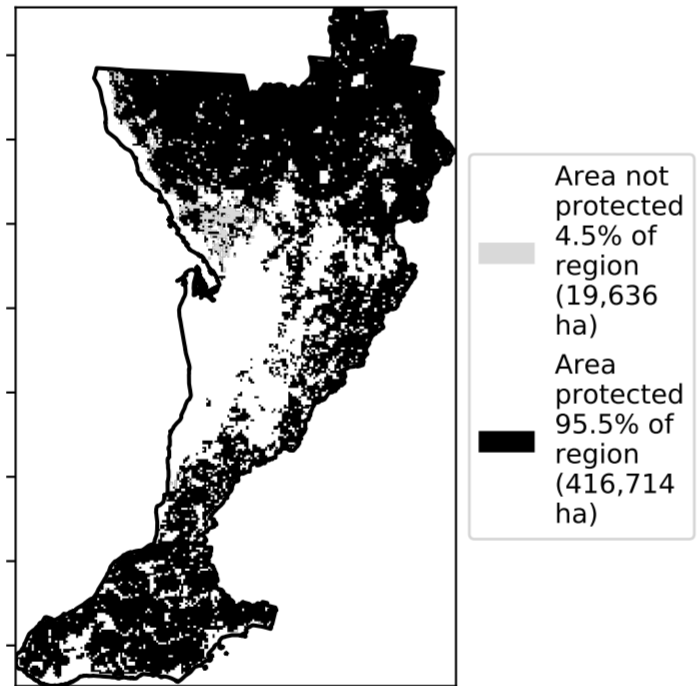 Area not
protected
4.5% of
region
(19,636
ha)
Area
protected
95.5% of
region
(416,714
ha)